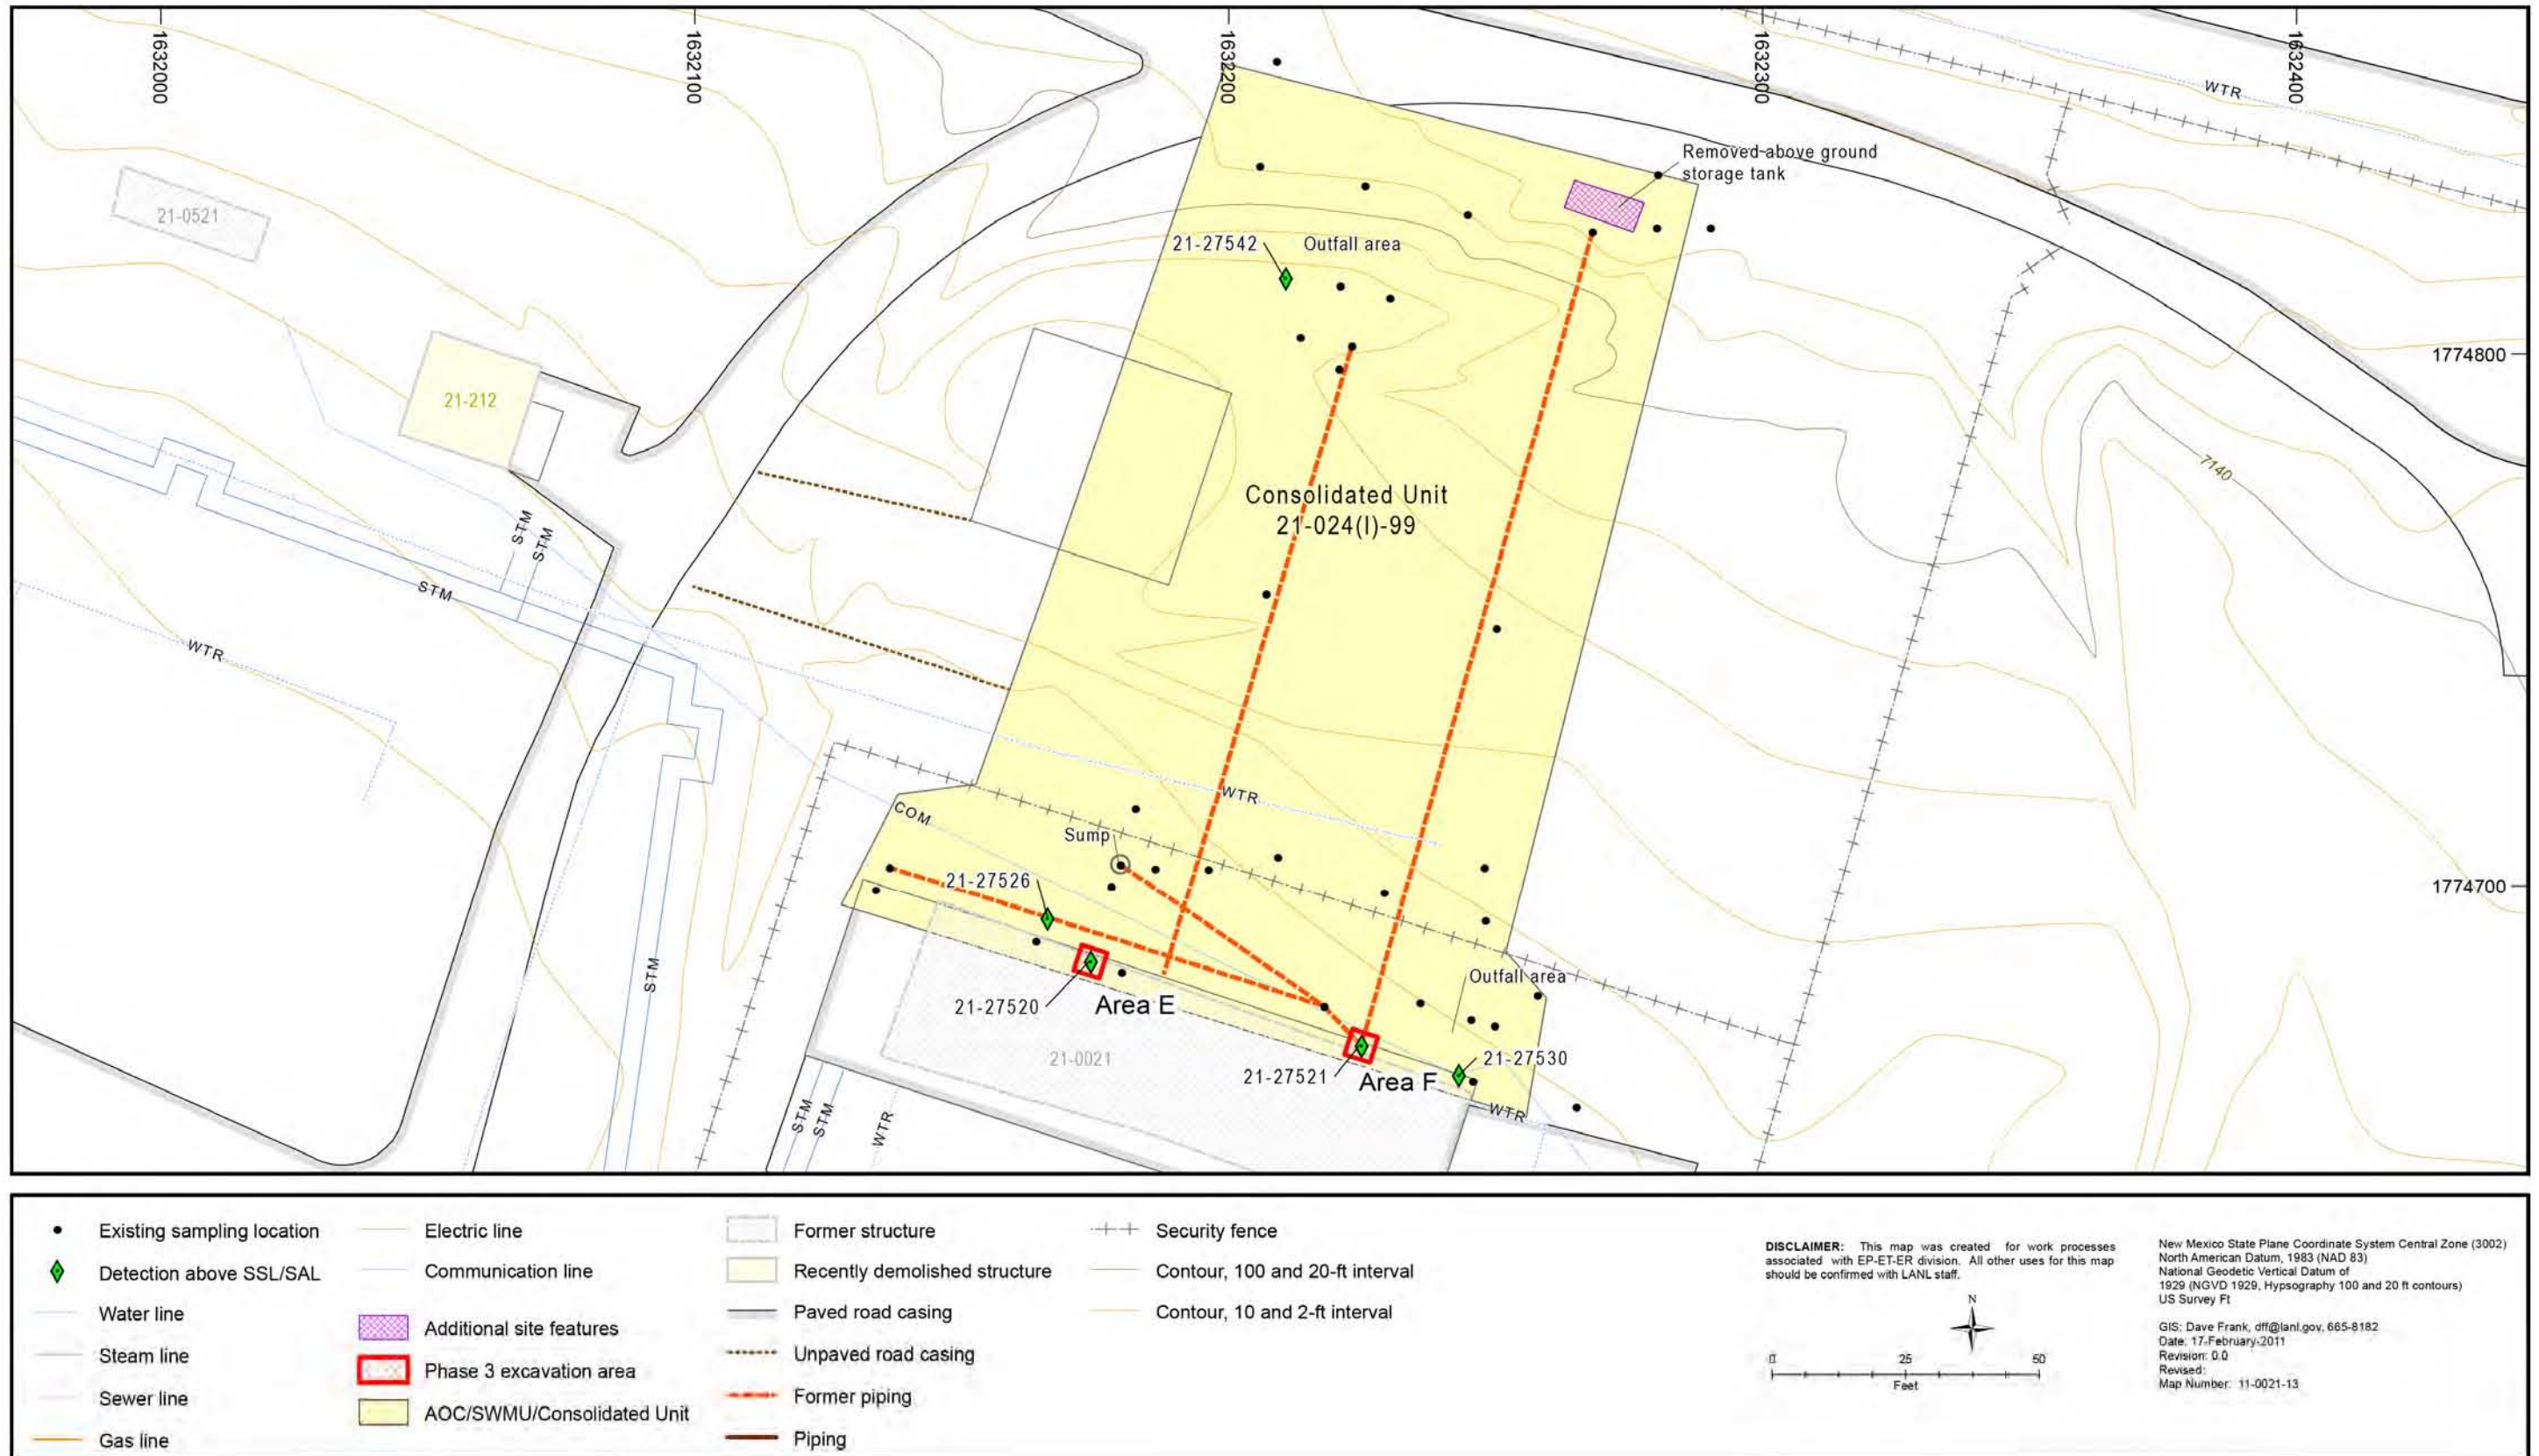 1632000
1632100
1632200
1632300
1632400
WTR
Removed above ground
storage tank
21-0521
21-27542
Outfall area
1774800
21-212
7140
Consolidated Unit
21-024(l)-99
STM
STM
STM
WTR
WTR
COM
Sump
21-27526
1774700
STM
Outfall area
21-27520
Area E
21-0021
21-27530
21-27521
Area F
STM
STM
WTR
WTR
Existing sampling location
Detection above SSL/SAL
Water line
Steam line
Sewer line
Gas line
Electric line
Communication line
Additional site features
Phase 3 excavation area
AOC/SWMU/Consolidated Unit
Former structure
Recently demolished structure
Paved road casing
Unpaved road casing
Former piping
Piping
Security fence
Contour, 100 and 20-ft interval
Contour, 10 and 2-ft interval
DISCLAIMER: This map was created for work processes
associated with EP-ET-ER division. All other uses for this map
should be confirmed with LANL staff.
N
0 25 50
Feet
New Mexico State Plane Coordinate System Central Zone (3002)
North American Datum, 1983 (NAD 83)
National Geodetic Vertical Datum of
1929 (NGVD 1929, Hypsography 100 and 20 ft contours)
US Survey Ft
GIS: Dave Frank, dff@lanl.gov, 665-8182
Date: 17-February-2011
Revision: 0.0
Revised:
Map Number: 11-0021-13